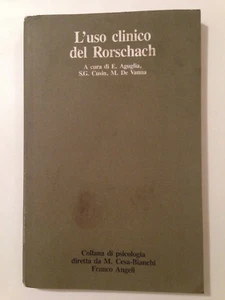 L'uso clinico
del Rorschach
A cura di E. Aguglia,
S.G. Cusin, M. De Vanna
Collana di psicologia
diretta da M. Cesa-Bianchi
Franco Angeli